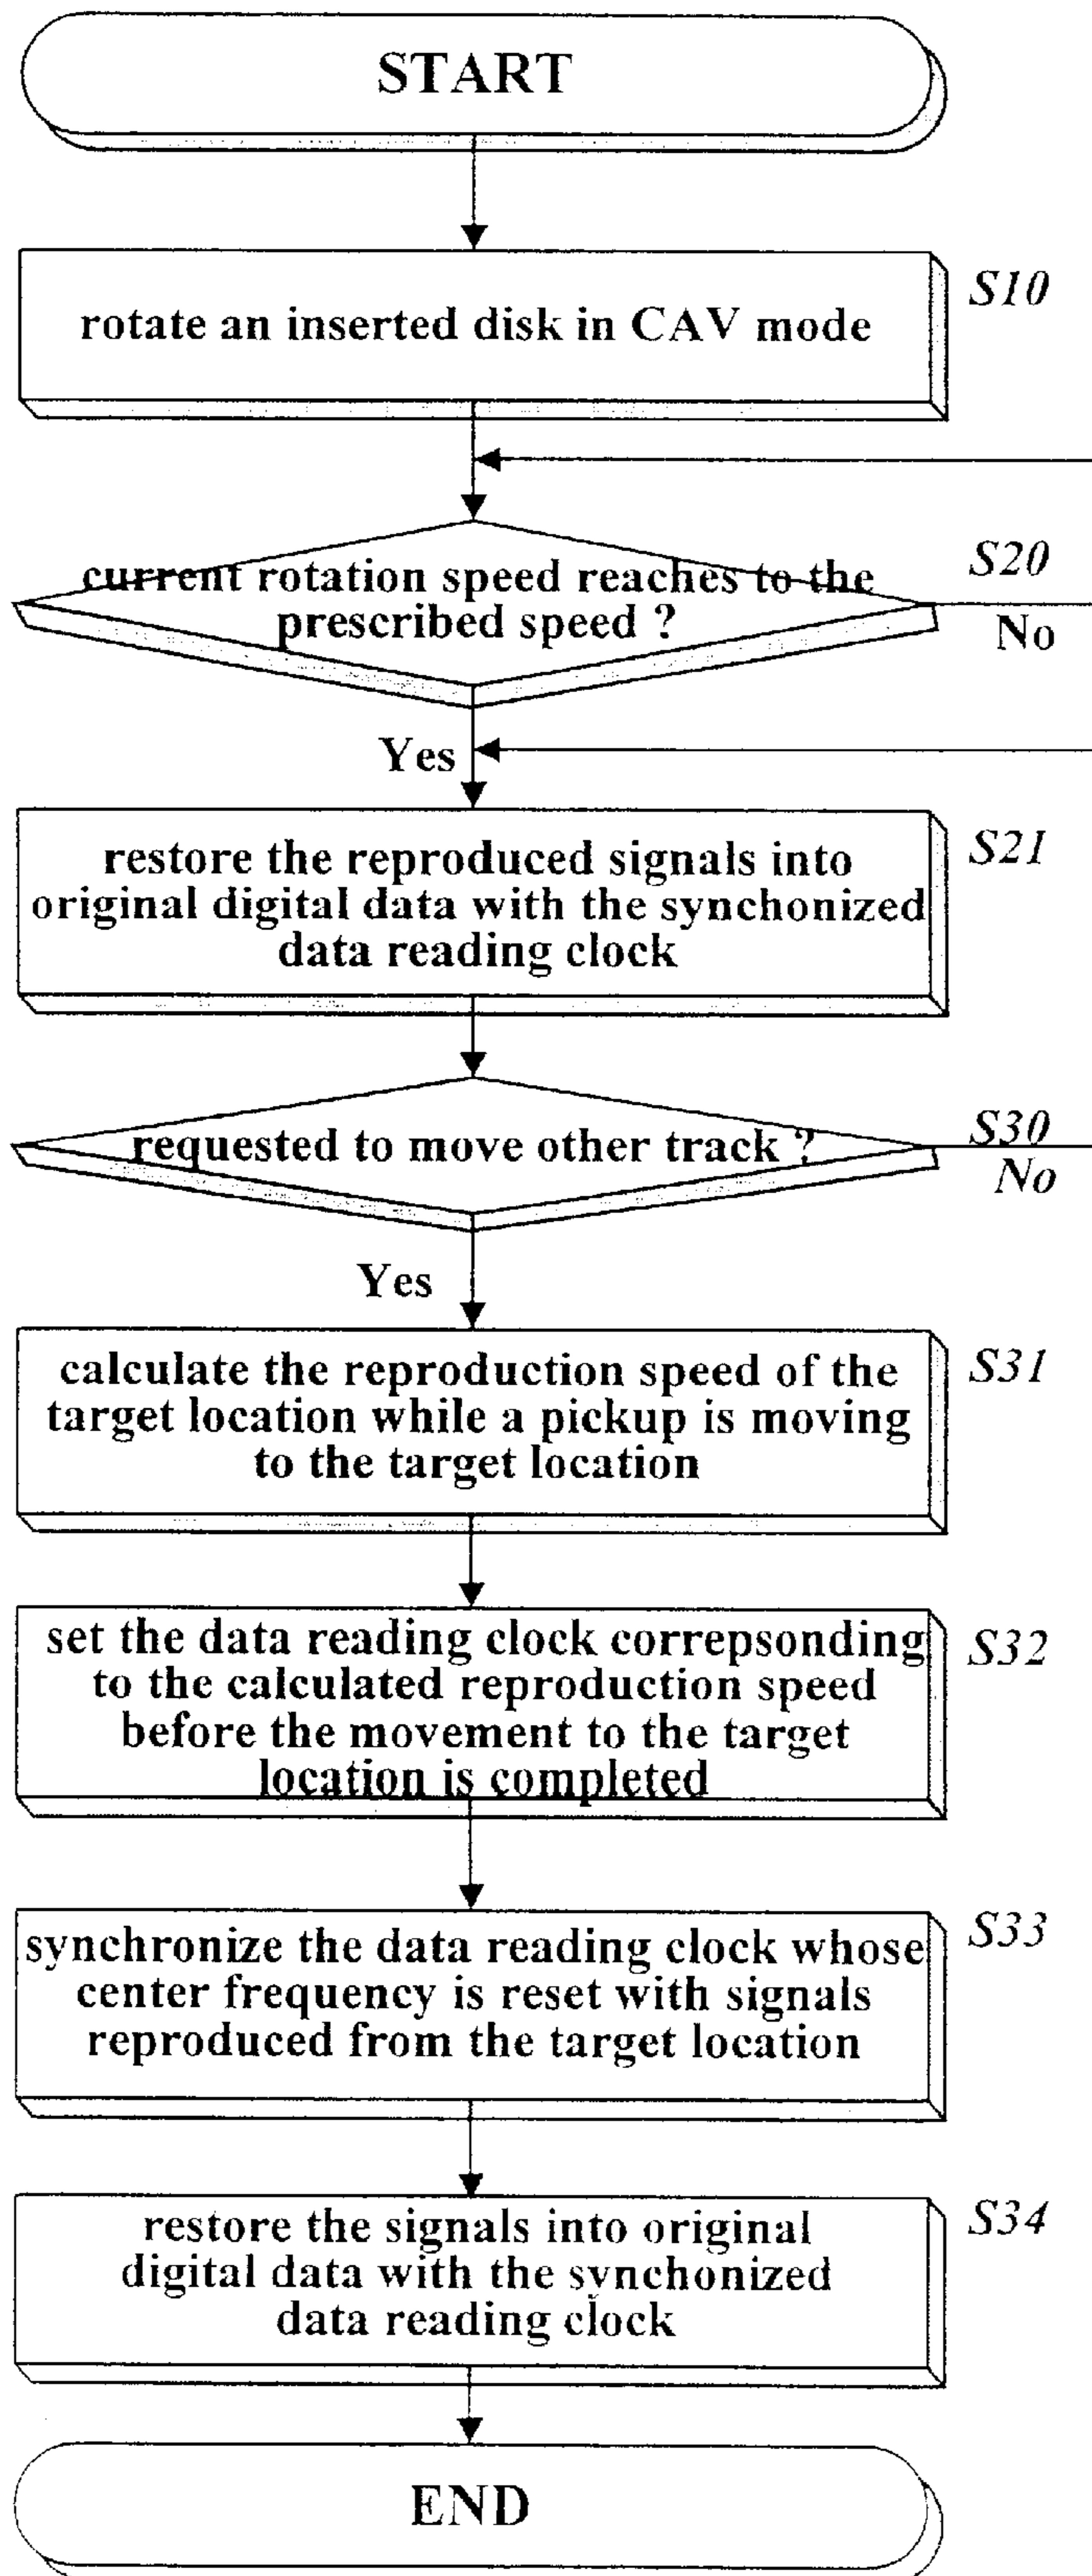 START
rotate an inserted disk in CAV mode
S10
current rotation speed reaches to the
prescribed speed ?
S20
No
Yes
restore the reproduced signals into
original digital data with the synchonized
data reading clock
S21
requested to move other track ?
S30
No
Yes
calculate the reproduction speed of the
target location while a pickup is moving
to the target location
S31
set the data reading clock correpsonding
to the calculated reproduction speed
before the movement to the target
location is completed
S32
synchronize the data reading clock whose
center frequency is reset with signals
reproduced from the target location
S33
restore the signals into original
digital data with the synchonized
data reading clock
S34
END